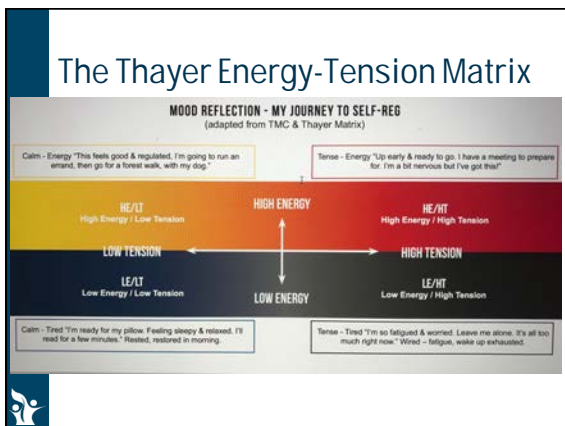 The Thayer Energy-Tension Matrix
MOOD REFLECTION - MY JOURNEY TO SELF-REG
(adapted from TMC & Thayer Matrix)
Calm - Energy "This feels good & regulated, I'm going to run an
errand, then go for a forest walk, with my dog."
Tense - Energy "Up early & ready to go. I have a meeting to prepare
for. I'm a bit nervous but I've got this!"
HE/LT
High Energy / Low Tension
HIGH ENERGY
HE/HT
High Energy / High Tension
LOW TENSION
HIGH TENSION
LE/LT
Low Energy / Low Tension
LOW ENERGY
LE/HT
Low Energy / High Tension
Calm - Tired "I'm ready for my pillow. Feeling sleepy & relaxed. I'll
read for a few minutes." Rested, restored in morning.
Tense - Tired "I'm so fatigued & worried. Leave me alone. It's all too
much right now." Wired – fatigue, wake up exhausted.